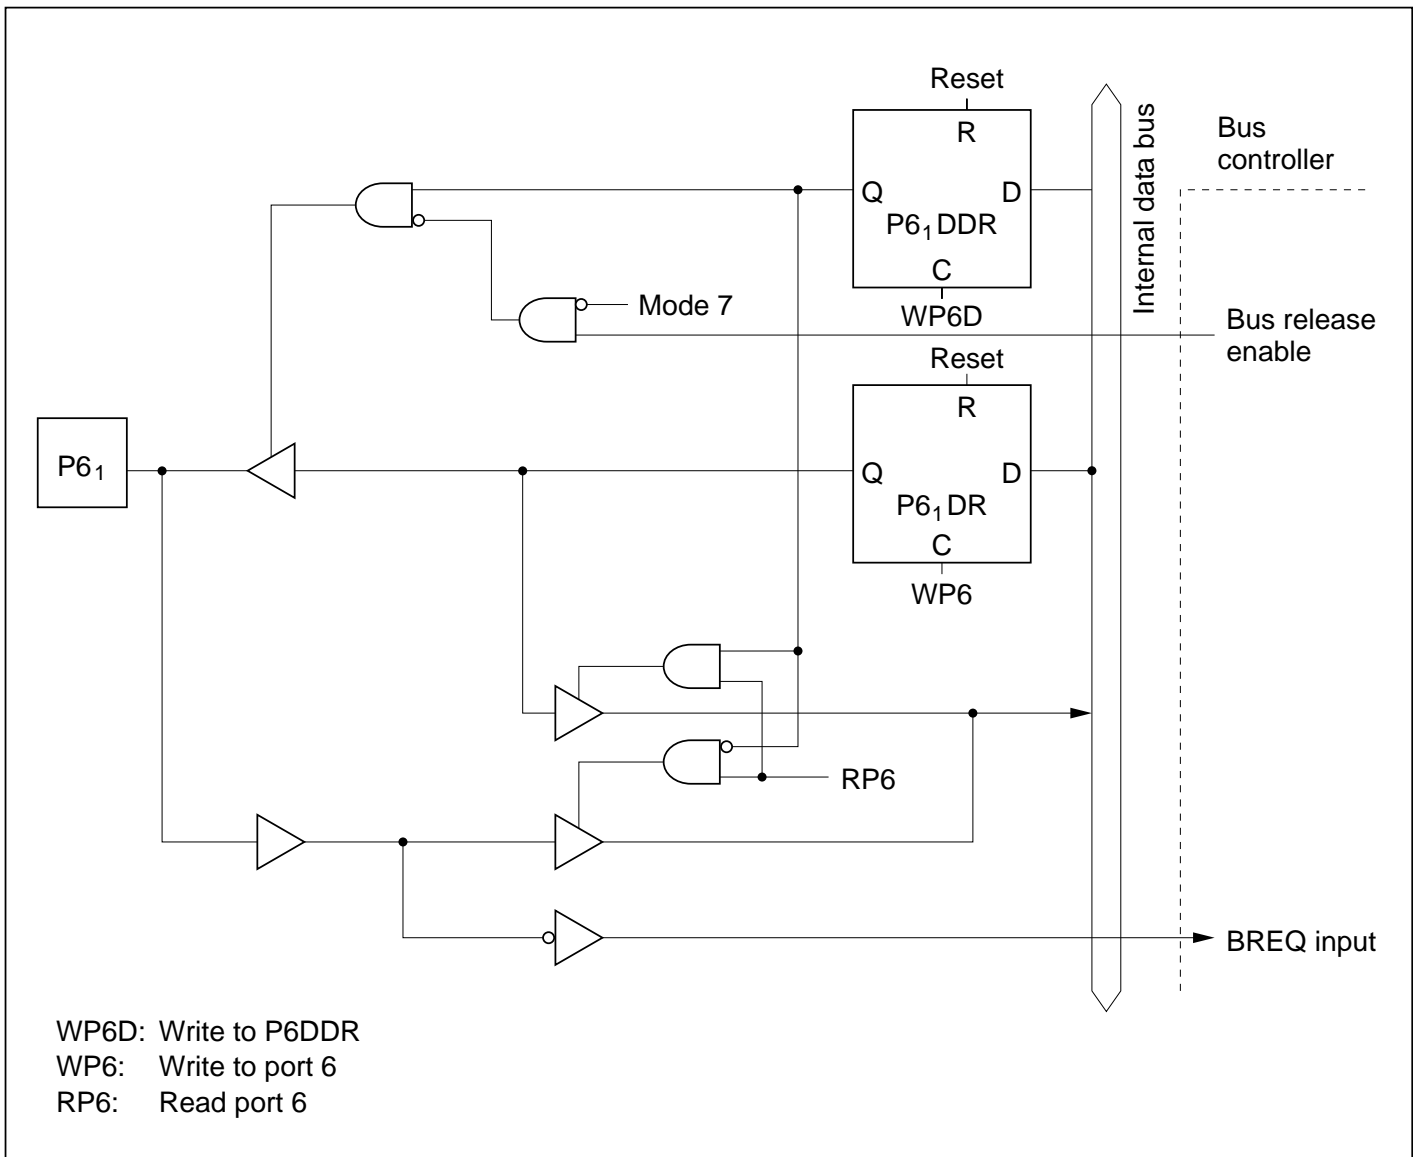 Reset
R
Q
D
P6₁DDR
C
WP6D
Internal data bus
Bus
controller
Mode 7
Bus release
enable
Reset
R
P6₁
Q
D
P6₁DR
C
WP6
RP6
BREQ input
WP6D: Write to P6DDR
WP6: Write to port 6
RP6: Read port 6